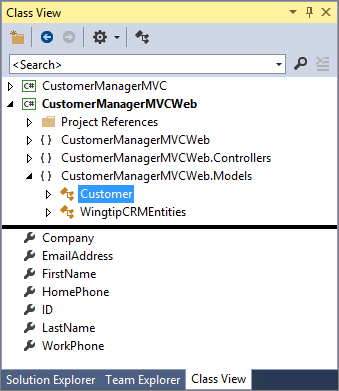 Class View
<Search>
C# CustomerManagerMVC
C# CustomerManagerMVCWeb
Project References
{ } CustomerManagerMVCWeb
{ } CustomerManagerMVCWeb.Controllers
{ } CustomerManagerMVCWeb.Models
Customer
WingtipCRMEntities
Company
EmailAddress
FirstName
HomePhone
ID
LastName
WorkPhone
Solution Explorer Team Explorer Class View